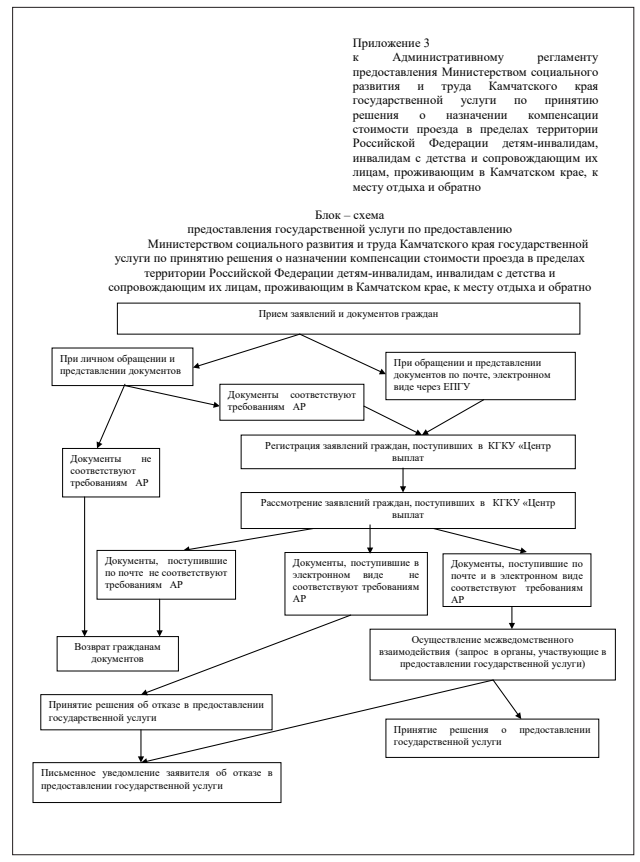 Приложение 3
к Административному регламенту
предоставления Министерством социального
развития и труда Камчатского края
государственной услуги по принятию
решения о назначении компенсации
стоимости проезда в пределах территории
Российской Федерации детям-инвалидам,
инвалидам с детства и сопровождающим их
лицам, проживающим в Камчатском крае, к
месту отдыха и обратно
Блок – схема
предоставления государственной услуги по предоставлению
Министерством социального развития и труда Камчатского края государственной
услуги по принятию решения о назначении компенсации стоимости проезда в пределах
территории Российской Федерации детям-инвалидам, инвалидам с детства и
сопровождающим их лицам, проживающим в Камчатском крае, к месту отдыха и обратно
Прием заявлений и документов граждан
При личном обращении и
представлении документов
При обращении и представлении
документов по почте, электронном
виде через ЕПГУ
Документы соответствуют
требованиям АР
Документы не
соответствуют
требованиям АР
Регистрация заявлений граждан, поступивших в КГКУ «Центр
выплат
Рассмотрение заявлений граждан, поступивших в КГКУ «Центр
выплат
Документы, поступившие
по почте не соответствуют
требованиям АР
Документы, поступившие в
электронном виде не
соответствуют требованиям
АР
Документы, поступившие по
почте и в электронном виде
соответствуют требованиям
АР
Возврат гражданам
документов
Осуществление межведомственного
взаимодействия (запрос в органы, участвующие в
предоставлении государственной услуги)
Принятие решения об отказе в предоставлении
государственной услуги
Принятие решения о предоставлении
государственной услуги
Письменное уведомление заявителя об отказе в
предоставлении государственной услуги